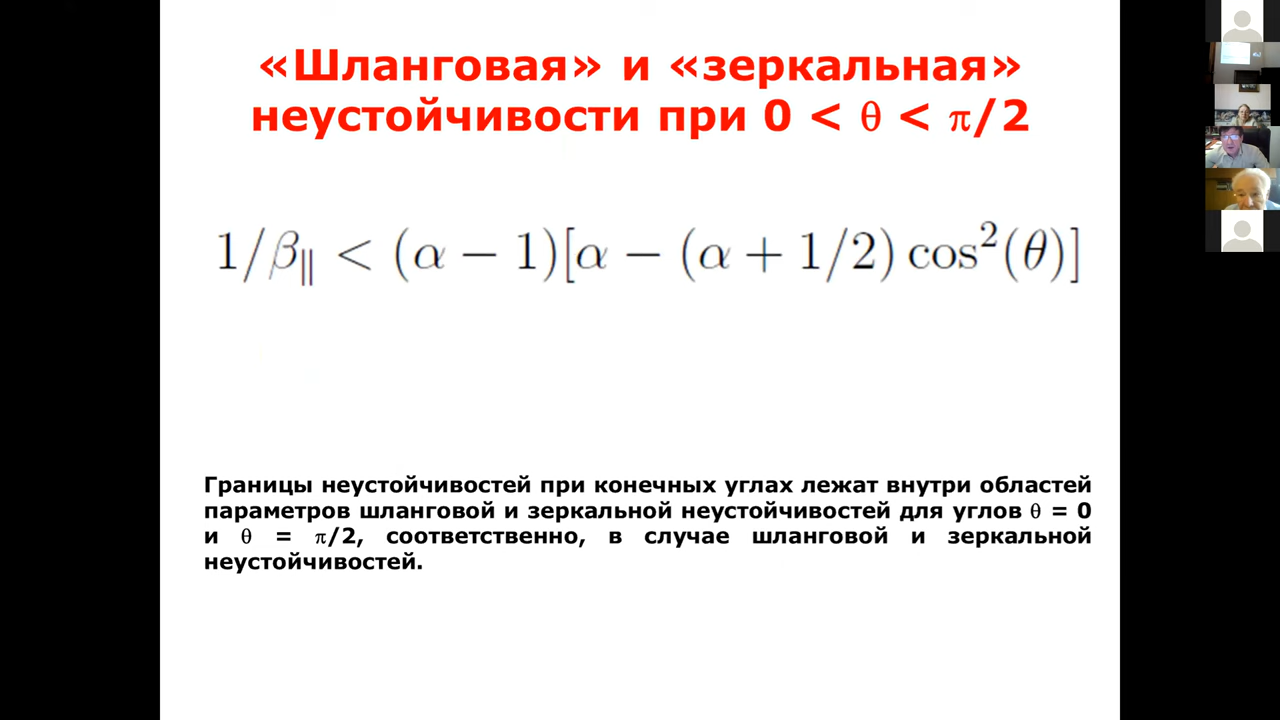 «Шланговая» и «зеркальная»
неустойчивости при 0 < θ < π/2
1/β∥ < (α − 1)[α − (α + 1/2) cos²(θ)]
Границы неустойчивостей при конечных углах лежат внутри областей
параметров шланговой и зеркальной неустойчивостей для углов θ = 0
и θ = π/2, соответственно, в случае шланговой и зеркальной
неустойчивостей.